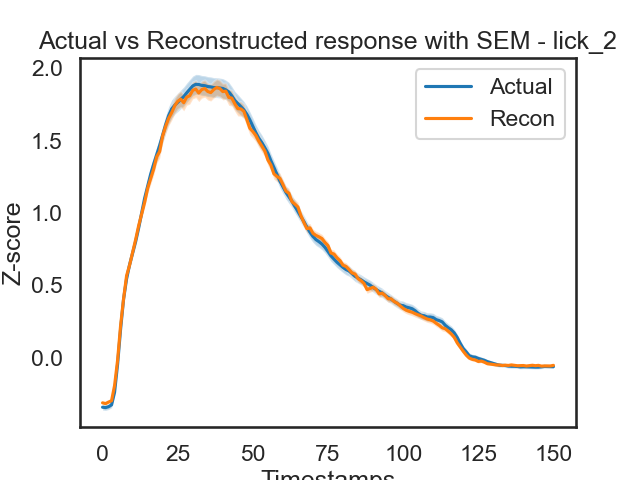 Actual vs Reconstructed response with SEM - lick_2
2.0
1.5
1.0
0.5
0.0
Z-score
Actual
Recon
0 25 50 75 100 125 150
Timestamps